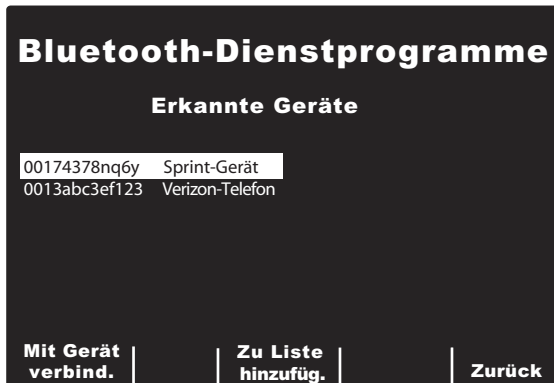 Bluetooth-Dienstprogramme
Erkannte Geräte
00174378nq6y Sprint-Gerät
0013abc3ef123 Verizon-Telefon
Mit Gerät
verbind.
Zu Liste
hinzufüg.
Zurück